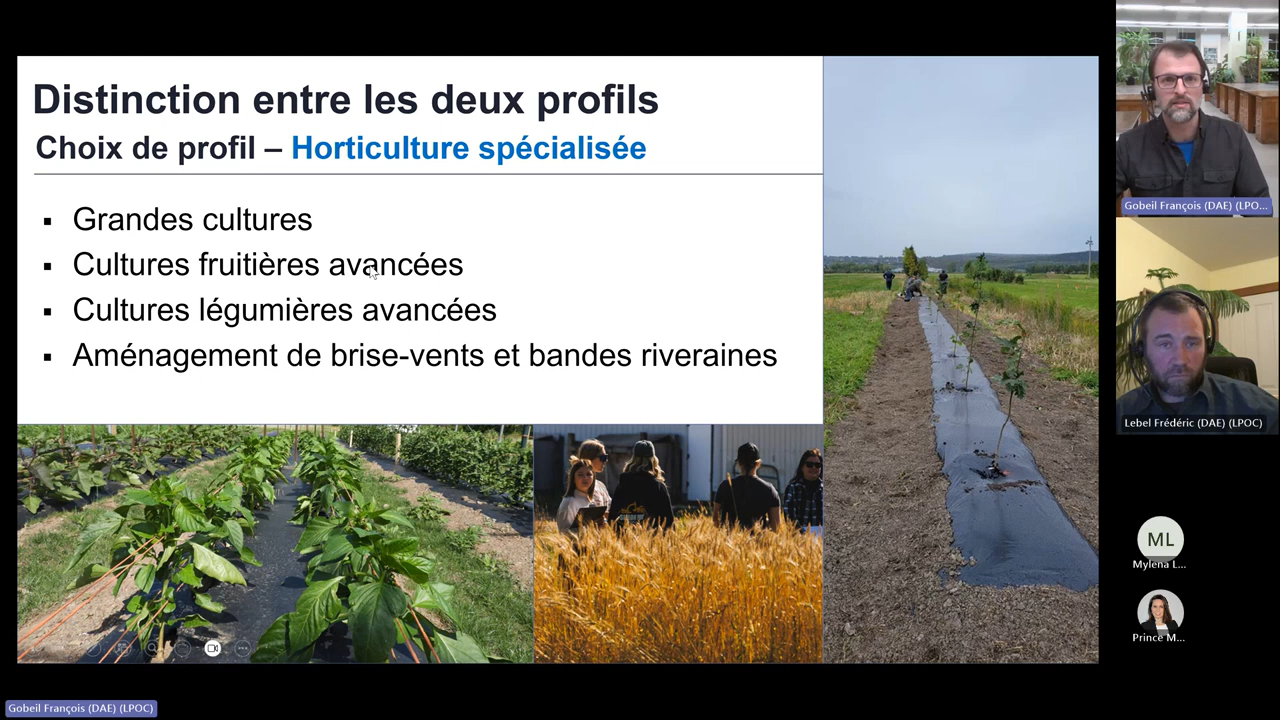 Distinction entre les deux profils
Choix de profil – Horticulture spécialisée
▪ Grandes cultures
▪ Cultures fruitières avancées
▪ Cultures légumières avancées
▪ Aménagement de brise-vents et bandes riveraines
Gobeil François (DAE) (LPO...
Lebel Frédéric (DAE) (LPOC)
ML
Mylena L...
Prince M...
Gobeil François (DAE) (LPOC)